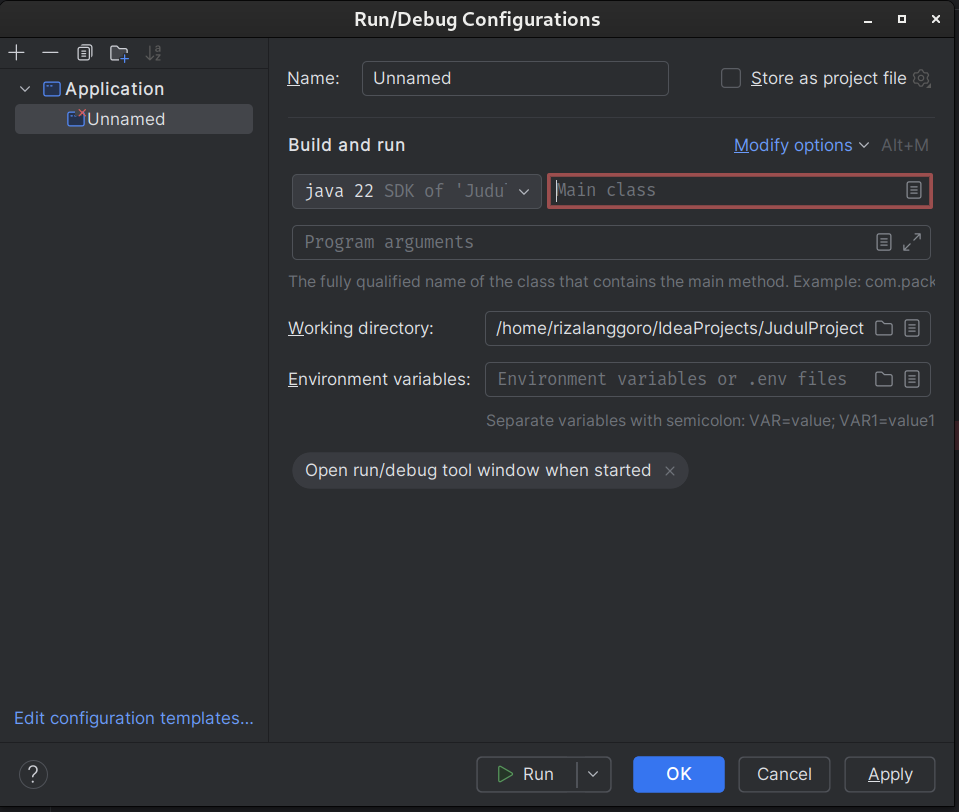 Run/Debug Configurations
Application
Unnamed
Name: Unnamed Store as project file
Build and run Modify options Alt+M
java 22 SDK of 'Judul Main class
Program arguments
The fully qualified name of the class that contains the main method. Example: com.pack
Working directory: /home/rizalanggoro/IdeaProjects/JudulProject
Environment variables: Environment variables or .env files
Separate variables with semicolon: VAR=value; VAR1=value1
Open run/debug tool window when started
Edit configuration templates...
? Run OK Cancel Apply